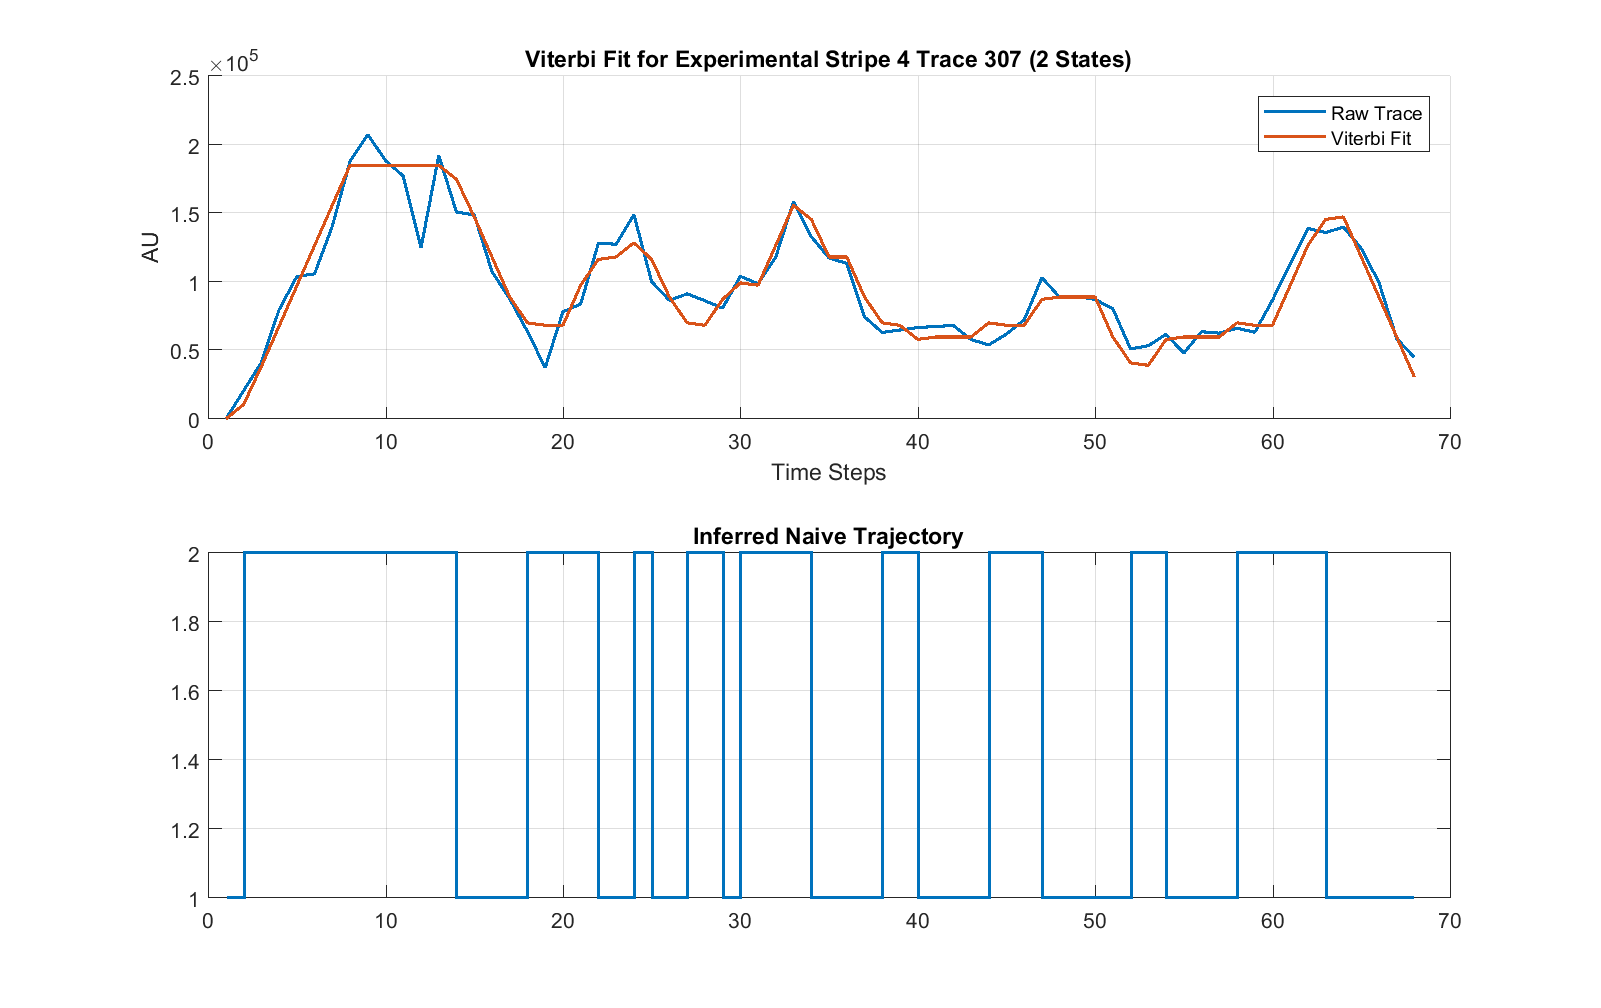 Viterbi Fit for Experimental Stripe 4 Trace 307 (2 States)
×10^5
2.5
2
1.5
1
0.5
0
AU
Raw Trace
Viterbi Fit
0 10 20 30 40 50 60 70
Time Steps
Inferred Naive Trajectory
2
1.8
1.6
1.4
1.2
1
0 10 20 30 40 50 60 70